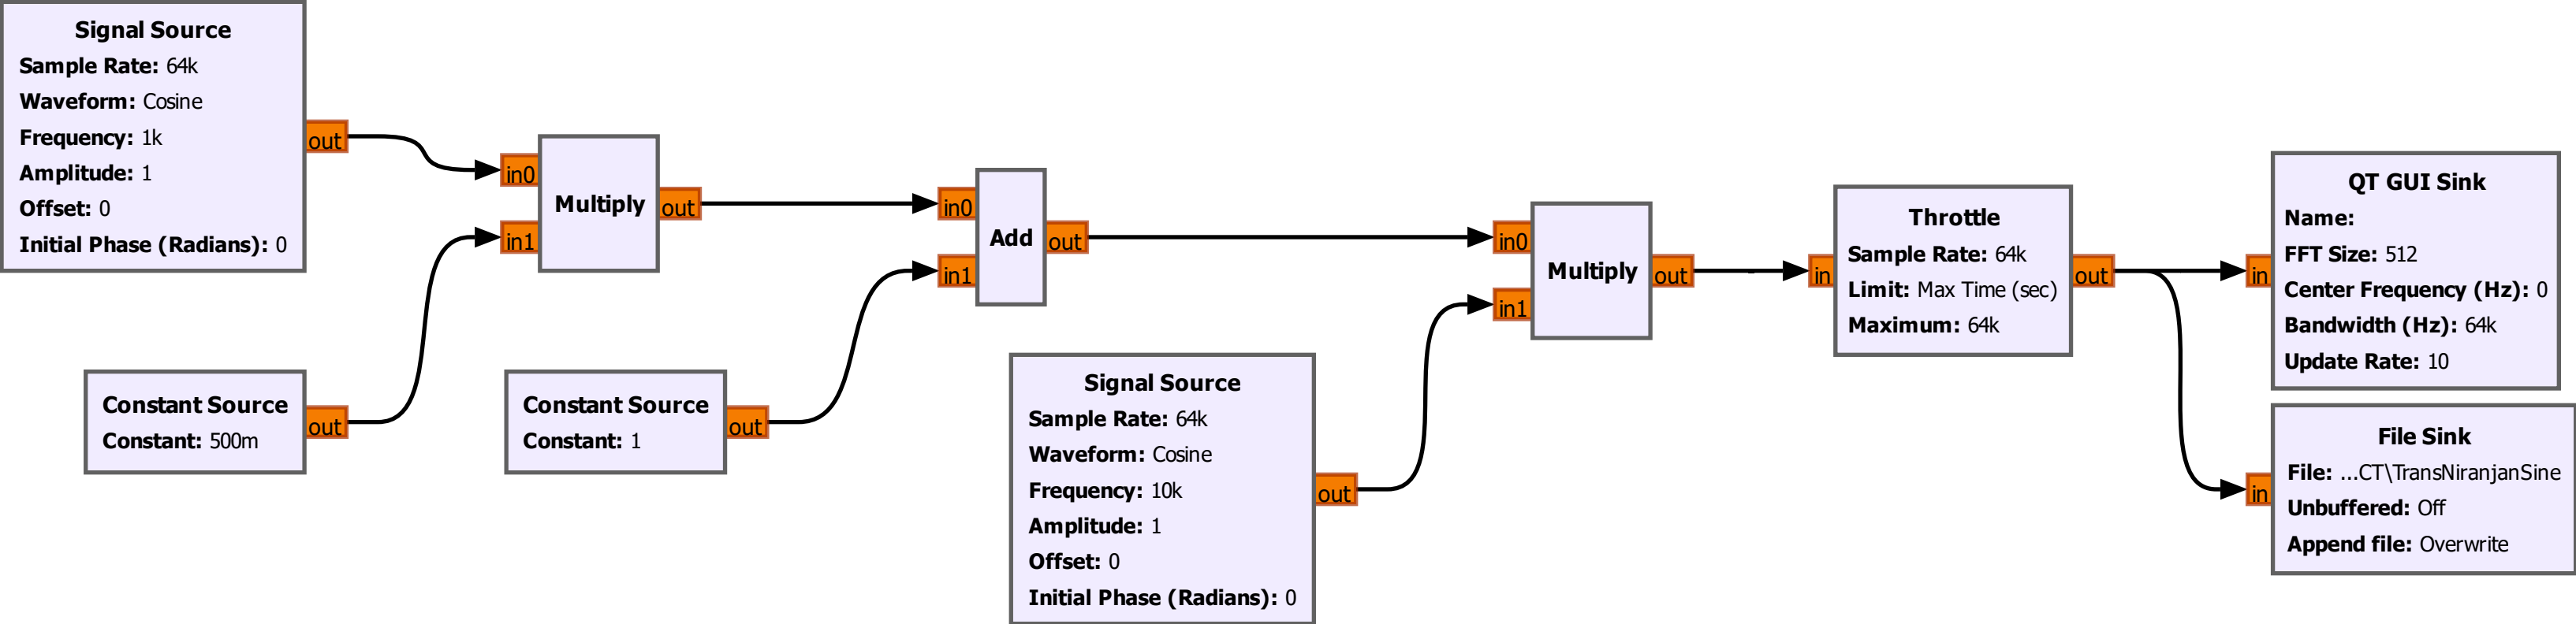 Signal Source
Sample Rate: 64k
Waveform: Cosine
Frequency: 1k
Amplitude: 1
Offset: 0
Initial Phase (Radians): 0
out
Constant Source
Constant: 500m
out
in0
in1
Multiply
out
Constant Source
Constant: 1
out
in0
in1
Add
out
Signal Source
Sample Rate: 64k
Waveform: Cosine
Frequency: 10k
Amplitude: 1
Offset: 0
Initial Phase (Radians): 0
out
in0
in1
Multiply
out
in
Throttle
Sample Rate: 64k
Limit: Max Time (sec)
Maximum: 64k
out
in
QT GUI Sink
Name:
FFT Size: 512
Center Frequency (Hz): 0
Bandwidth (Hz): 64k
Update Rate: 10
in
File Sink
File: ...CT\TransNiranjanSine
Unbuffered: Off
Append file: Overwrite